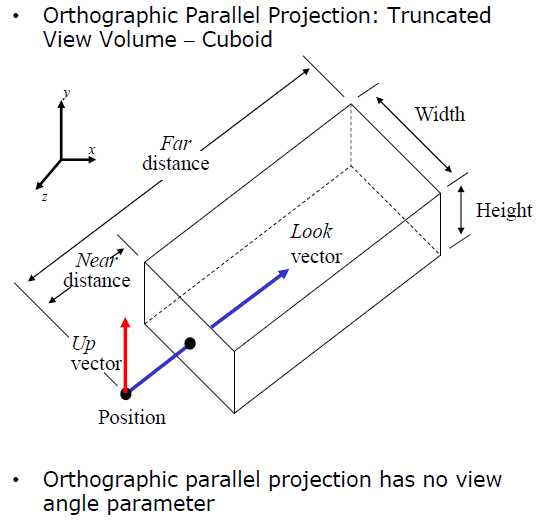 • Orthographic Parallel Projection: Truncated
View Volume – Cuboid
y
x
z
Far
distance
Width
Height
Look
vector
Near
distance
Up
vector
Position
• Orthographic parallel projection has no view
angle parameter